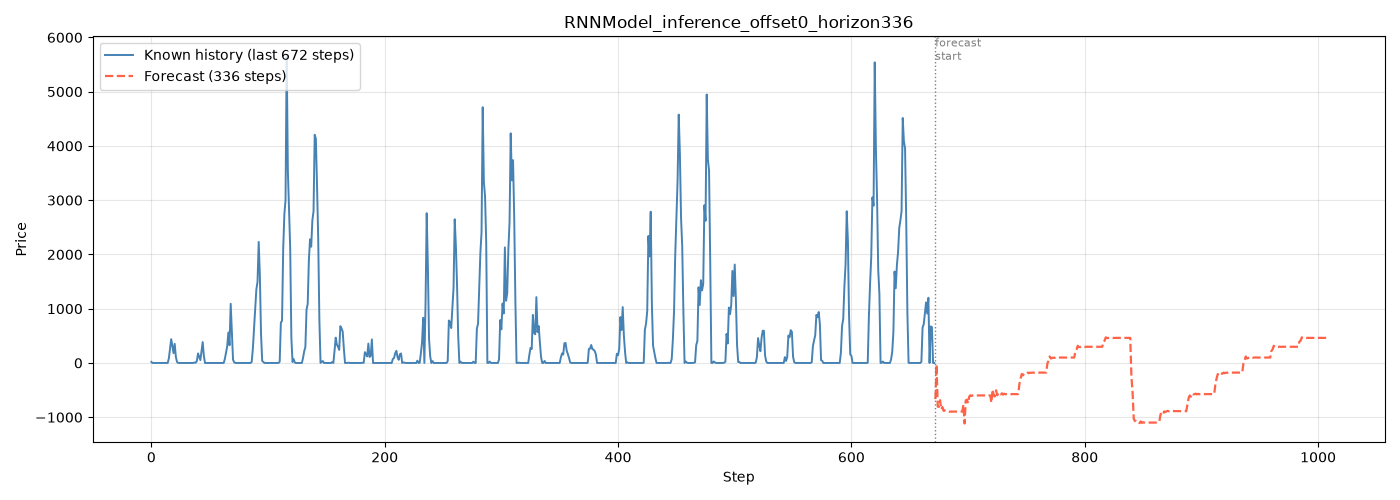 RNNModel_inference_offset0_horizon336
Known history (last 672 steps)
Forecast (336 steps)
forecast
start
6000
5000
4000
3000
2000
1000
0
−1000
Price
0
200
400
600
800
1000
Step